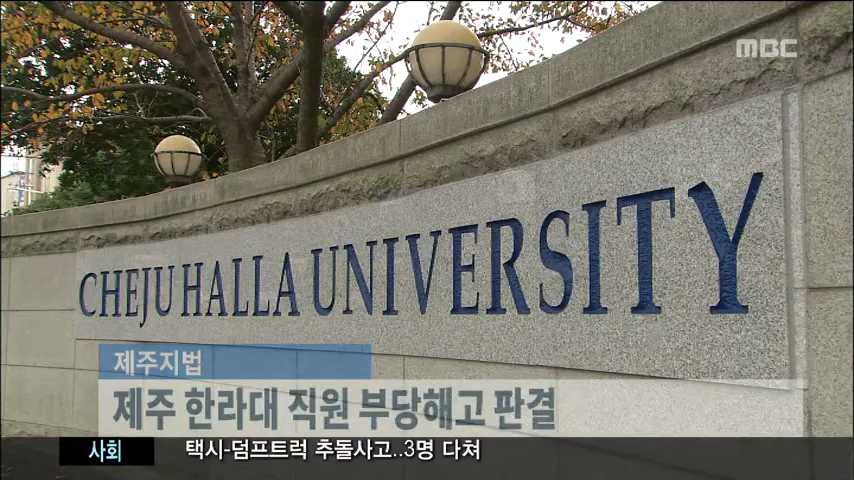 MBC
CHEJU HALLA UNIVERSITY
제주지법
제주 한라대 직원 부당해고 판결
사회 택시-덤프트럭 추돌사고..3명 다쳐